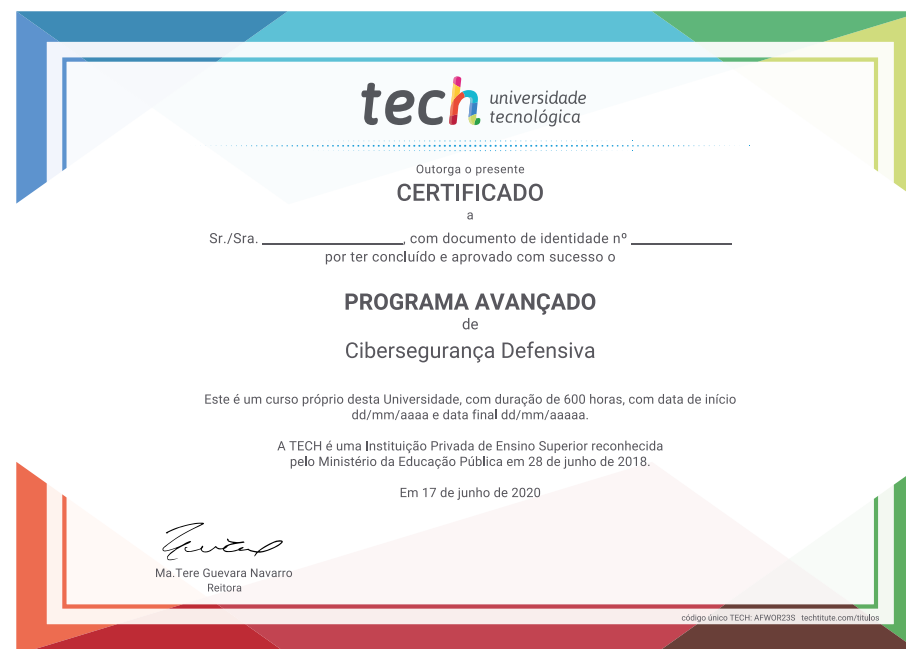 tech universidade
tecnológica
Outorga o presente
CERTIFICADO
a
Sr./Sra. ____________, com documento de identidade nº ____________
por ter concluído e aprovado com sucesso o
PROGRAMA AVANÇADO
de
Cibersegurança Defensiva
Este é um curso próprio desta Universidade, com duração de 600 horas, com data de início
dd/mm/aaaa e data final dd/mm/aaaaa.
A TECH é uma Instituição Privada de Ensino Superior reconhecida
pelo Ministério da Educação Pública em 28 de junho de 2018.
Em 17 de junho de 2020
Ma.Tere Guevara Navarro
Reitora
código único TECH: AFWOR23S techtitute.com/titulos